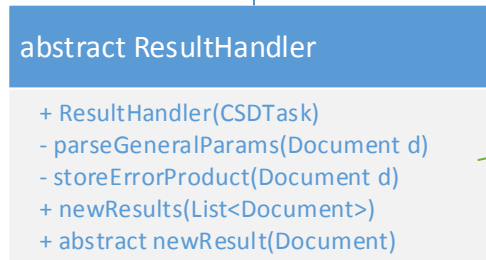 abstract ResultHandler
+ ResultHandler(CSDTask)
- parseGeneralParams(Document d)
- storeErrorProduct(Document d)
+ newResults(List<Document>)
+ abstract newResult(Document)